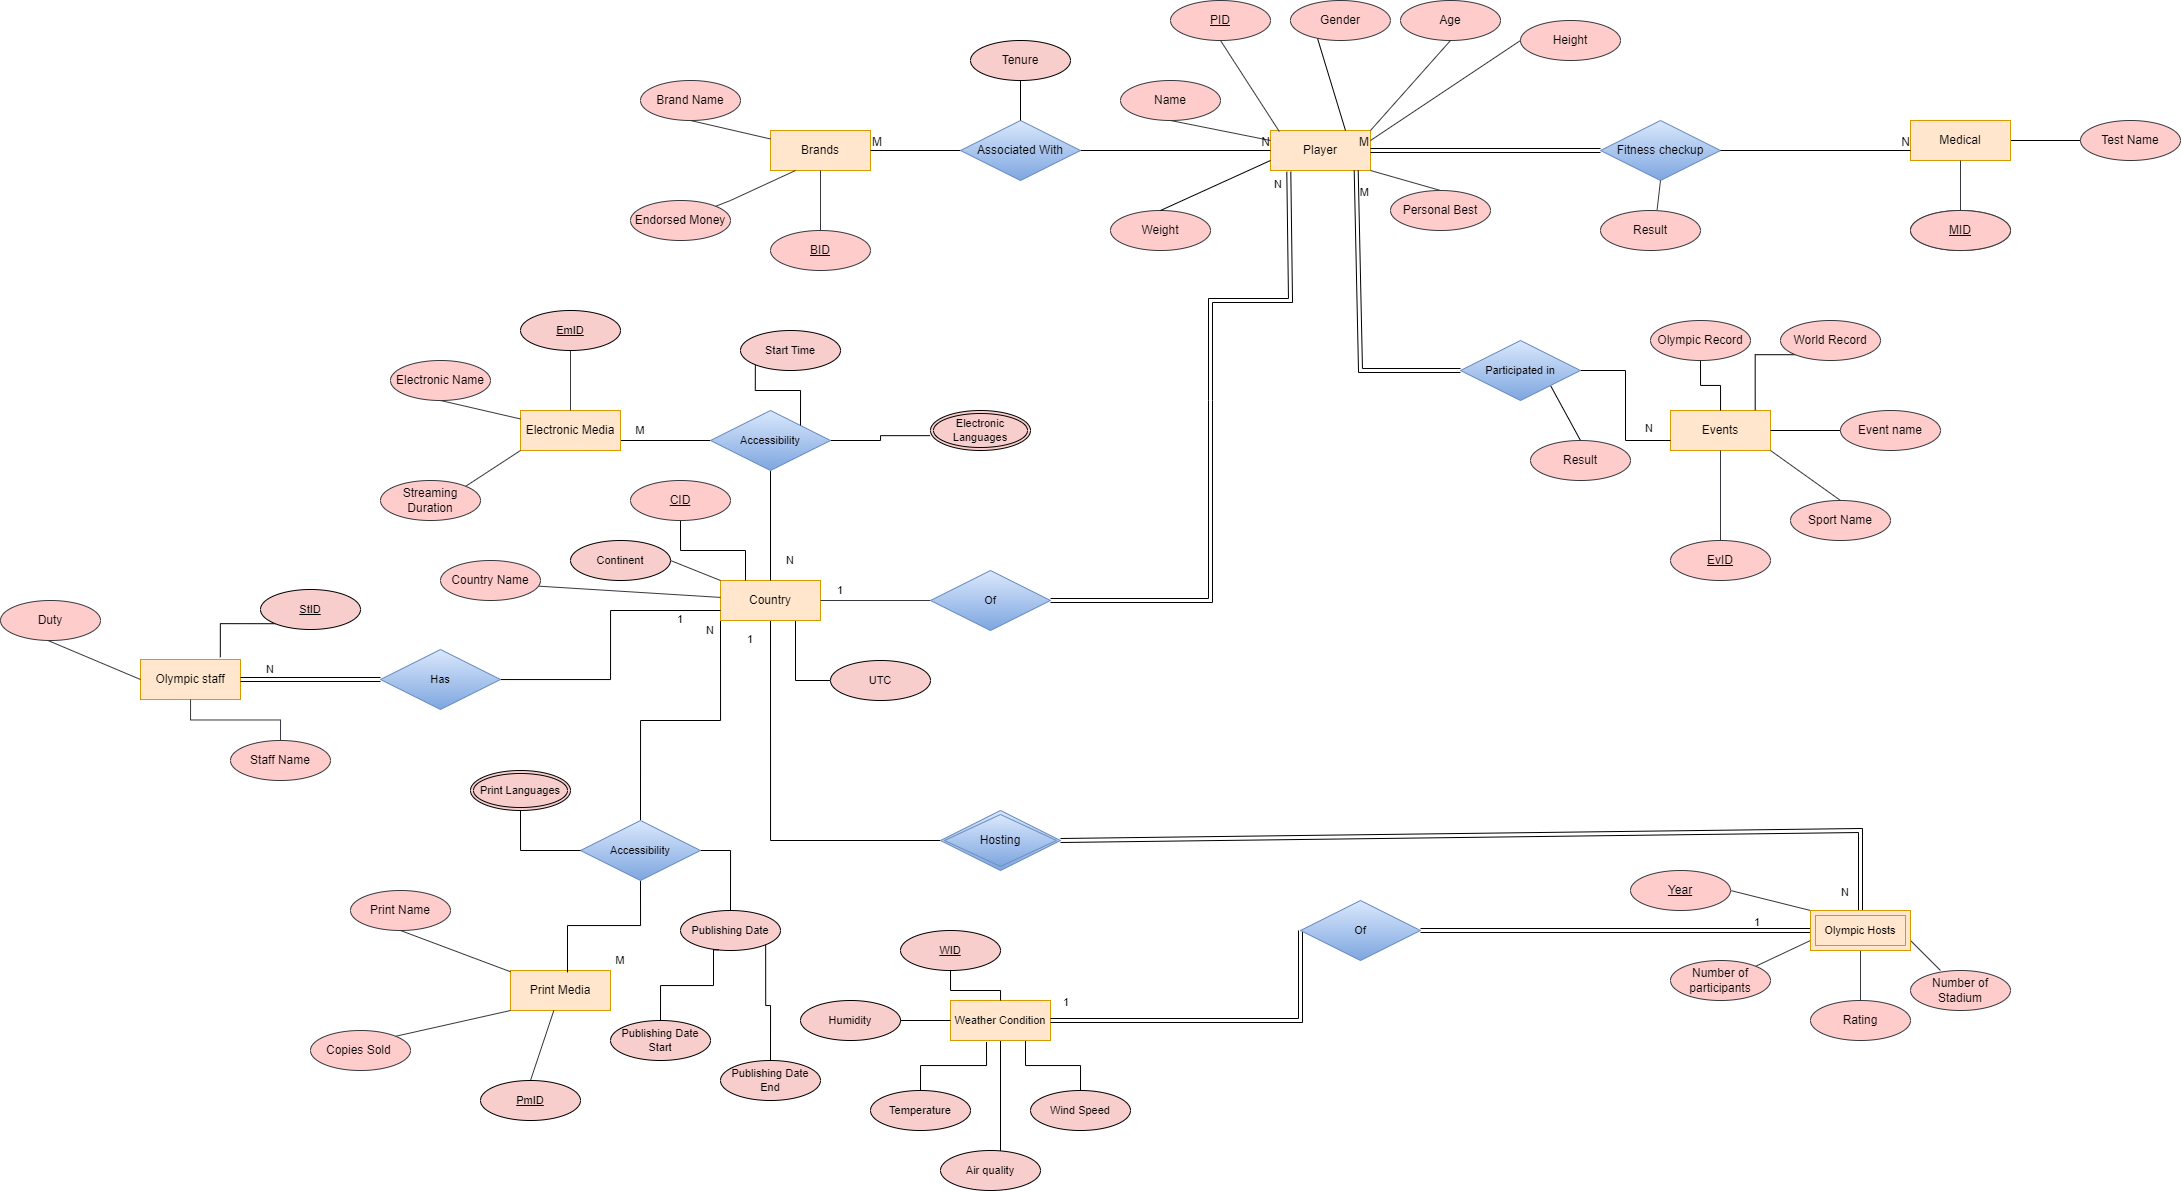 PID
Gender
Age
Height
Tenure
Brand Name
Name
Brands
M
Associated With
N
Player
M
Fitness checkup
N
Medical
Test Name
Endorsed Money
BID
Weight
N
M
Personal Best
Result
MID
EmID
Electronic Name
Start Time
Olympic Record
World Record
Participated in
Electronic Media
M
Accessibility
Electronic
Languages
N
Events
Event name
Result
Streaming
Duration
CID
Sport Name
EvID
Continent
N
Country Name
Country
1
Of
StID
Duty
1
N
1
Olympic staff
N
Has
UTC
Staff Name
Print Languages
Accessibility
Hosting
Print Name
Publishing Date
Year
N
1
Olympic Hosts
Of
WID
M
Print Media
Number of
participants
Number of
Stadium
1
Humidity
Weather Condition
Rating
Copies Sold
Publishing Date
Start
Publishing Date
End
PmID
Temperature
Wind Speed
Air quality